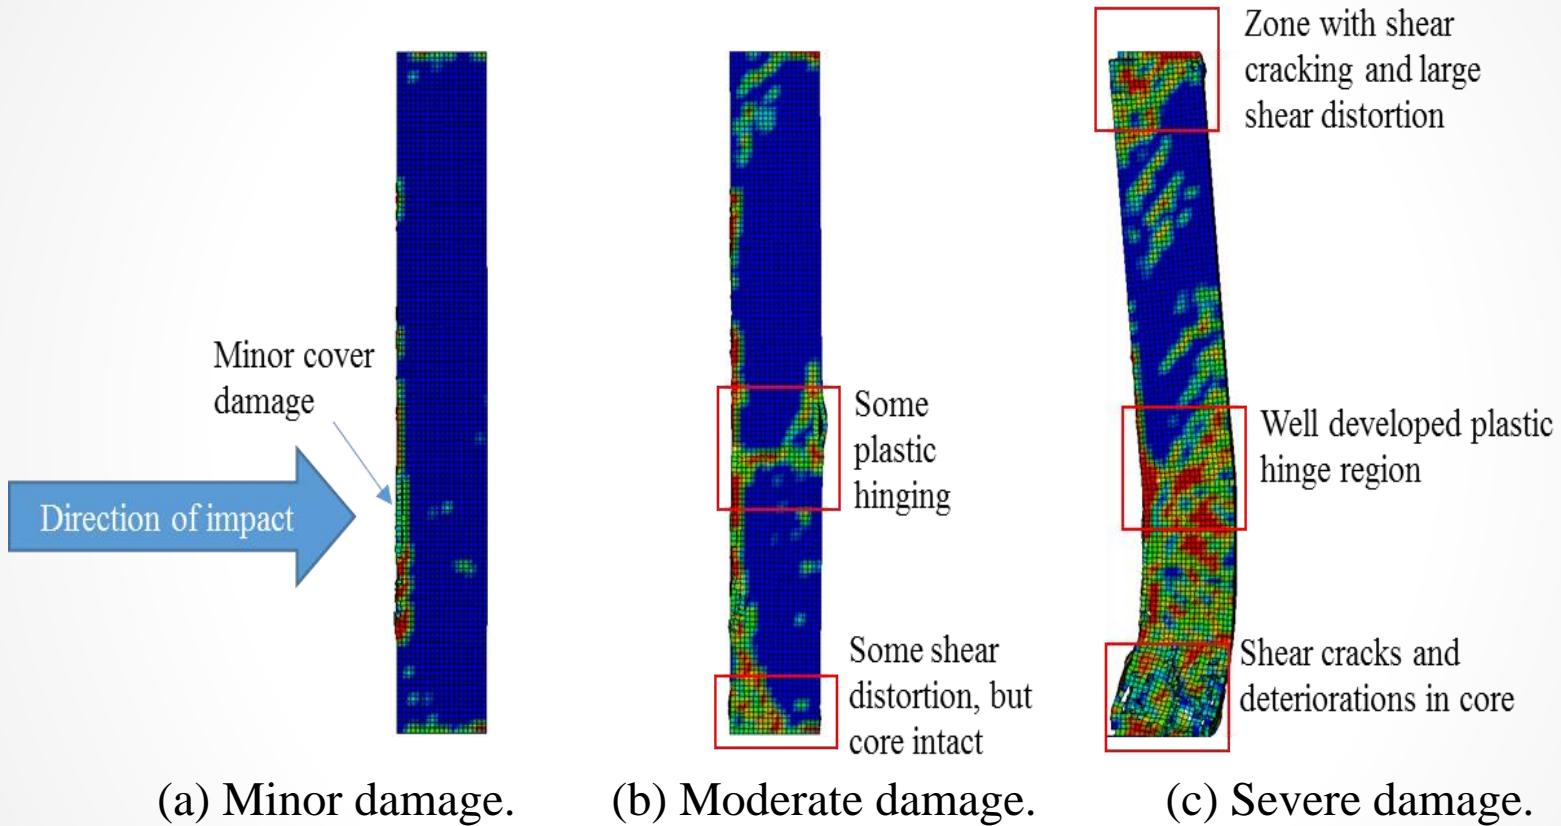 Minor cover
damage
Direction of impact
(a) Minor damage.
Some
plastic
hinging
Some shear
distortion, but
core intact
(b) Moderate damage.
Zone with shear
cracking and large
shear distortion
Well developed plastic
hinge region
Shear cracks and
deteriorations in core
(c) Severe damage.